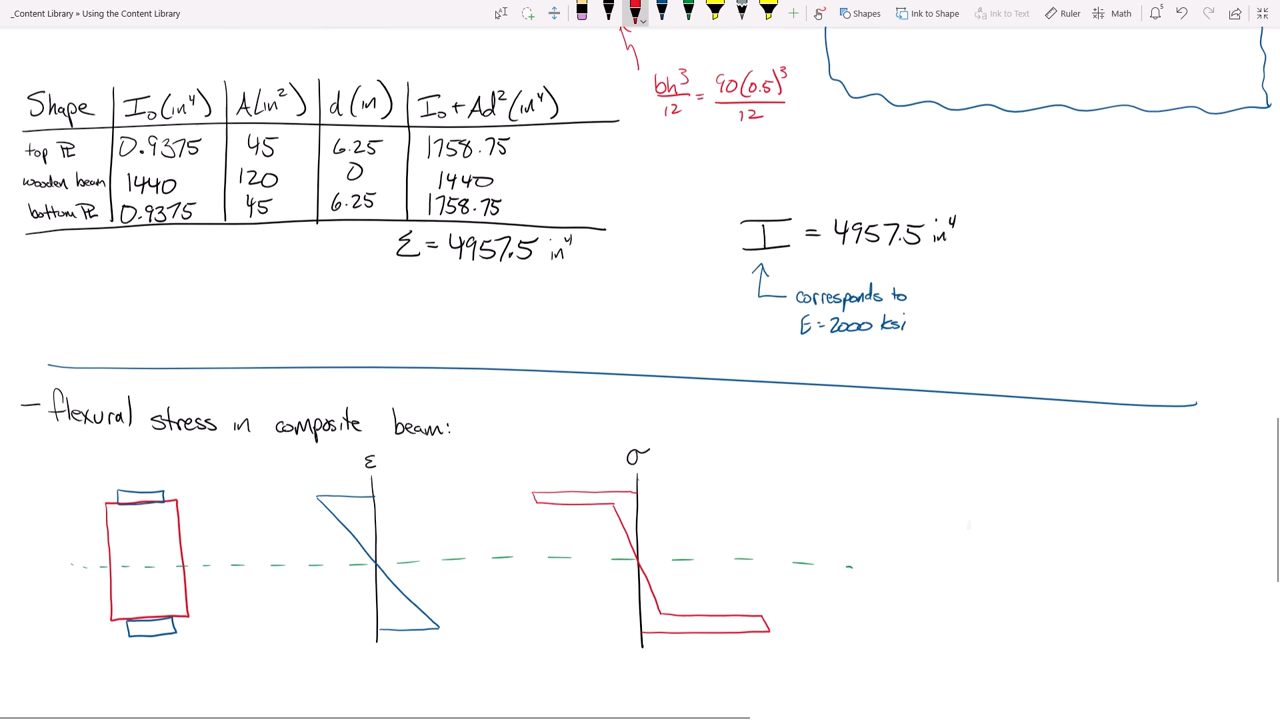 _Content Library » Using the Content Library
Shapes
Ink to Shape
Ink to Text
Ruler
Math
bh³/12 = 90(0.5)³/12
Shape I₀(in⁴) A(in²) d(in) I₀+Ad²(in⁴)
top PL 0.9375 45 6.25 1758.75
wooden beam 1440 120 0 1440
bottom PL 0.9375 45 6.25 1758.75
Σ = 4957.5 in⁴
I = 4957.5 in⁴
corresponds to
E = 2000 ksi
- flexural stress in composite beam:
ε
σ